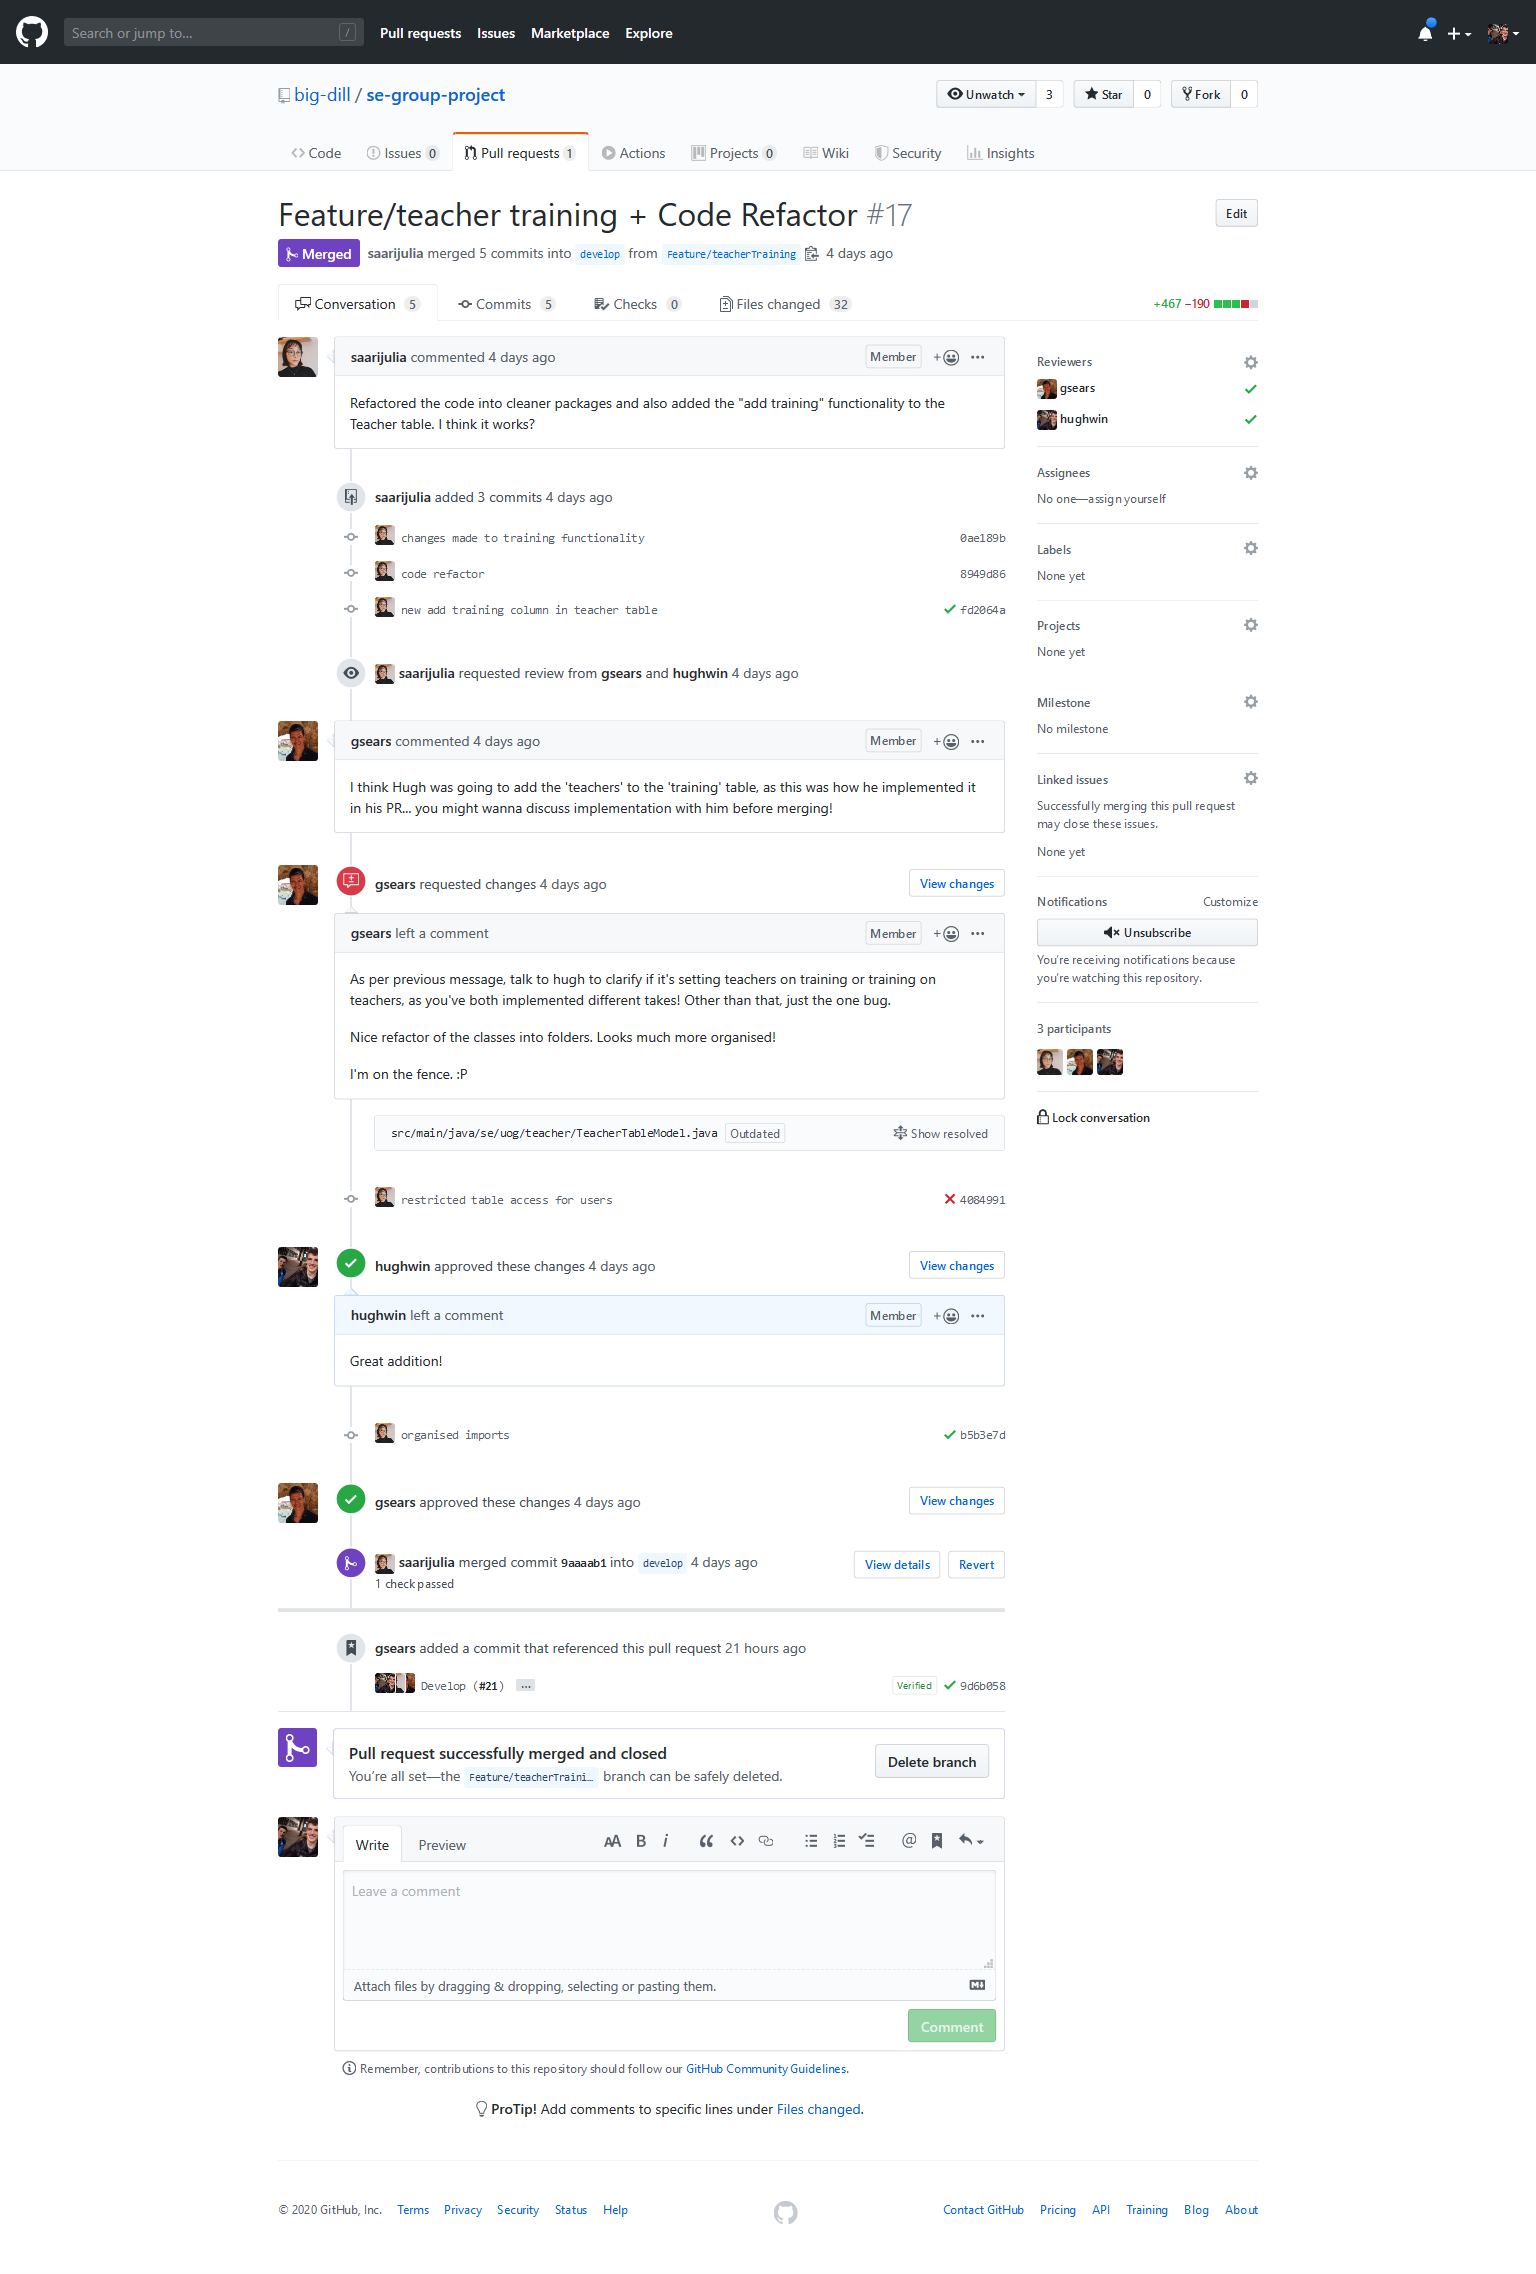 Search or jump to... /
Pull requests Issues Marketplace Explore
big-dill / se-group-project
Unwatch 3 Star 0 Fork 0
Code Issues 0 Pull requests 1 Actions Projects 0 Wiki Security Insights
Feature/teacher training + Code Refactor #17
Edit
Merged saarijulia merged 5 commits into develop from Feature/teacherTraining 4 days ago
Conversation 5 Commits 5 Checks 0 Files changed 32
+467 −190
saarijulia commented 4 days ago
Member
Refactored the code into cleaner packages and also added the "add training" functionality to the
Teacher table. I think it works?
saarijulia added 3 commits 4 days ago
changes made to training functionality 0ae189b
code refactor 8949d86
new add training column in teacher table fd2064a
saarijulia requested review from gsears and hughwin 4 days ago
gsears commented 4 days ago
Member
I think Hugh was going to add the 'teachers' to the 'training' table, as this was how he implemented it
in his PR... you might wanna discuss implementation with him before merging!
gsears requested changes 4 days ago
View changes
gsears left a comment
Member
As per previous message, talk to hugh to clarify if it's setting teachers on training or training on
teachers, as you've both implemented different takes! Other than that, just the one bug.
Nice refactor of the classes into folders. Looks much more organised!
I'm on the fence. :P
src/main/java/se/uog/teacher/TeacherTableModel.java Outdated
Show resolved
restricted table access for users 4084991
hughwin approved these changes 4 days ago
View changes
hughwin left a comment
Member
Great addition!
organised imports b5b3e7d
gsears approved these changes 4 days ago
View changes
saarijulia merged commit 9aaaab1 into develop 4 days ago
1 check passed
View details Revert
gsears added a commit that referenced this pull request 21 hours ago
Develop (#21) ...
Verified 9d6b058
Pull request successfully merged and closed
You're all set—the Feature/teacherTraini… branch can be safely deleted.
Delete branch
Write Preview
AA B i @
Leave a comment
Attach files by dragging & dropping, selecting or pasting them.
Comment
Remember, contributions to this repository should follow our GitHub Community Guidelines.
ProTip! Add comments to specific lines under Files changed.
Reviewers
gsears
hughwin
Assignees
No one—assign yourself
Labels
None yet
Projects
None yet
Milestone
No milestone
Linked issues
Successfully merging this pull request
may close these issues.
None yet
Notifications Customize
Unsubscribe
You're receiving notifications because
you're watching this repository.
3 participants
Lock conversation
© 2020 GitHub, Inc. Terms Privacy Security Status Help
Contact GitHub Pricing API Training Blog About